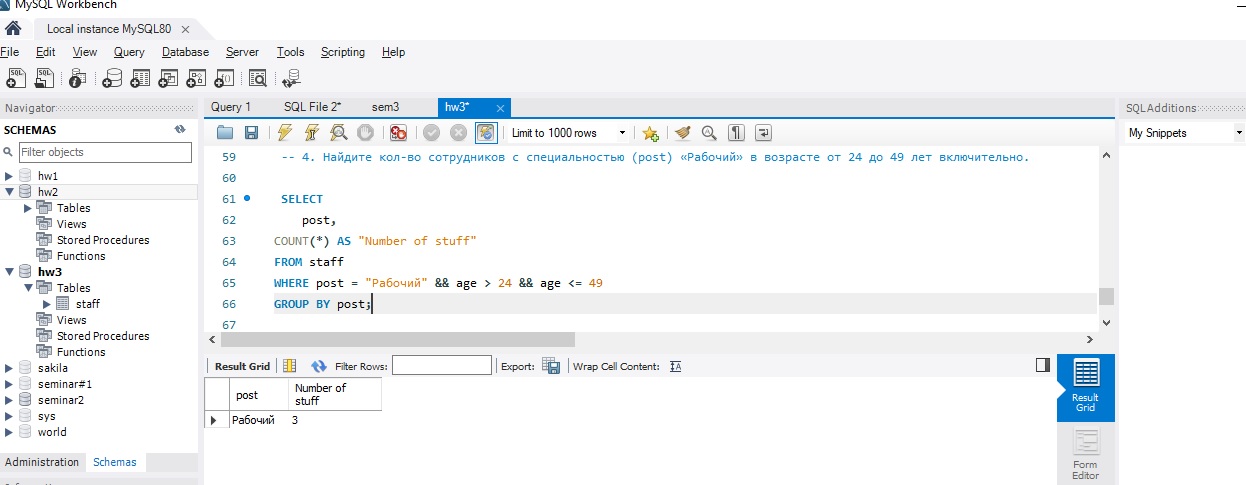 MySQL Workbench
Local instance MySQL80
File Edit View Query Database Server Tools Scripting Help
Navigator
SCHEMAS
Filter objects
hw1
hw2
Tables
Views
Stored Procedures
Functions
hw3
Tables
staff
Views
Stored Procedures
Functions
sakila
seminar#1
seminar2
sys
world
Administration Schemas
Query 1 SQL File 2* sem3 hw3*
Limit to 1000 rows
59 -- 4. Найдите кол-во сотрудников с специальностью (post) «Рабочий» в возрасте от 24 до 49 лет включительно.
60
61 SELECT
62 post,
63 COUNT(*) AS "Number of stuff"
64 FROM staff
65 WHERE post = "Рабочий" && age > 24 && age <= 49
66 GROUP BY post;
67
Result Grid Filter Rows: Export: Wrap Cell Content:
post Number of stuff
Рабочий 3
Result Grid
Form Editor
SQLAdditions
My Snippets